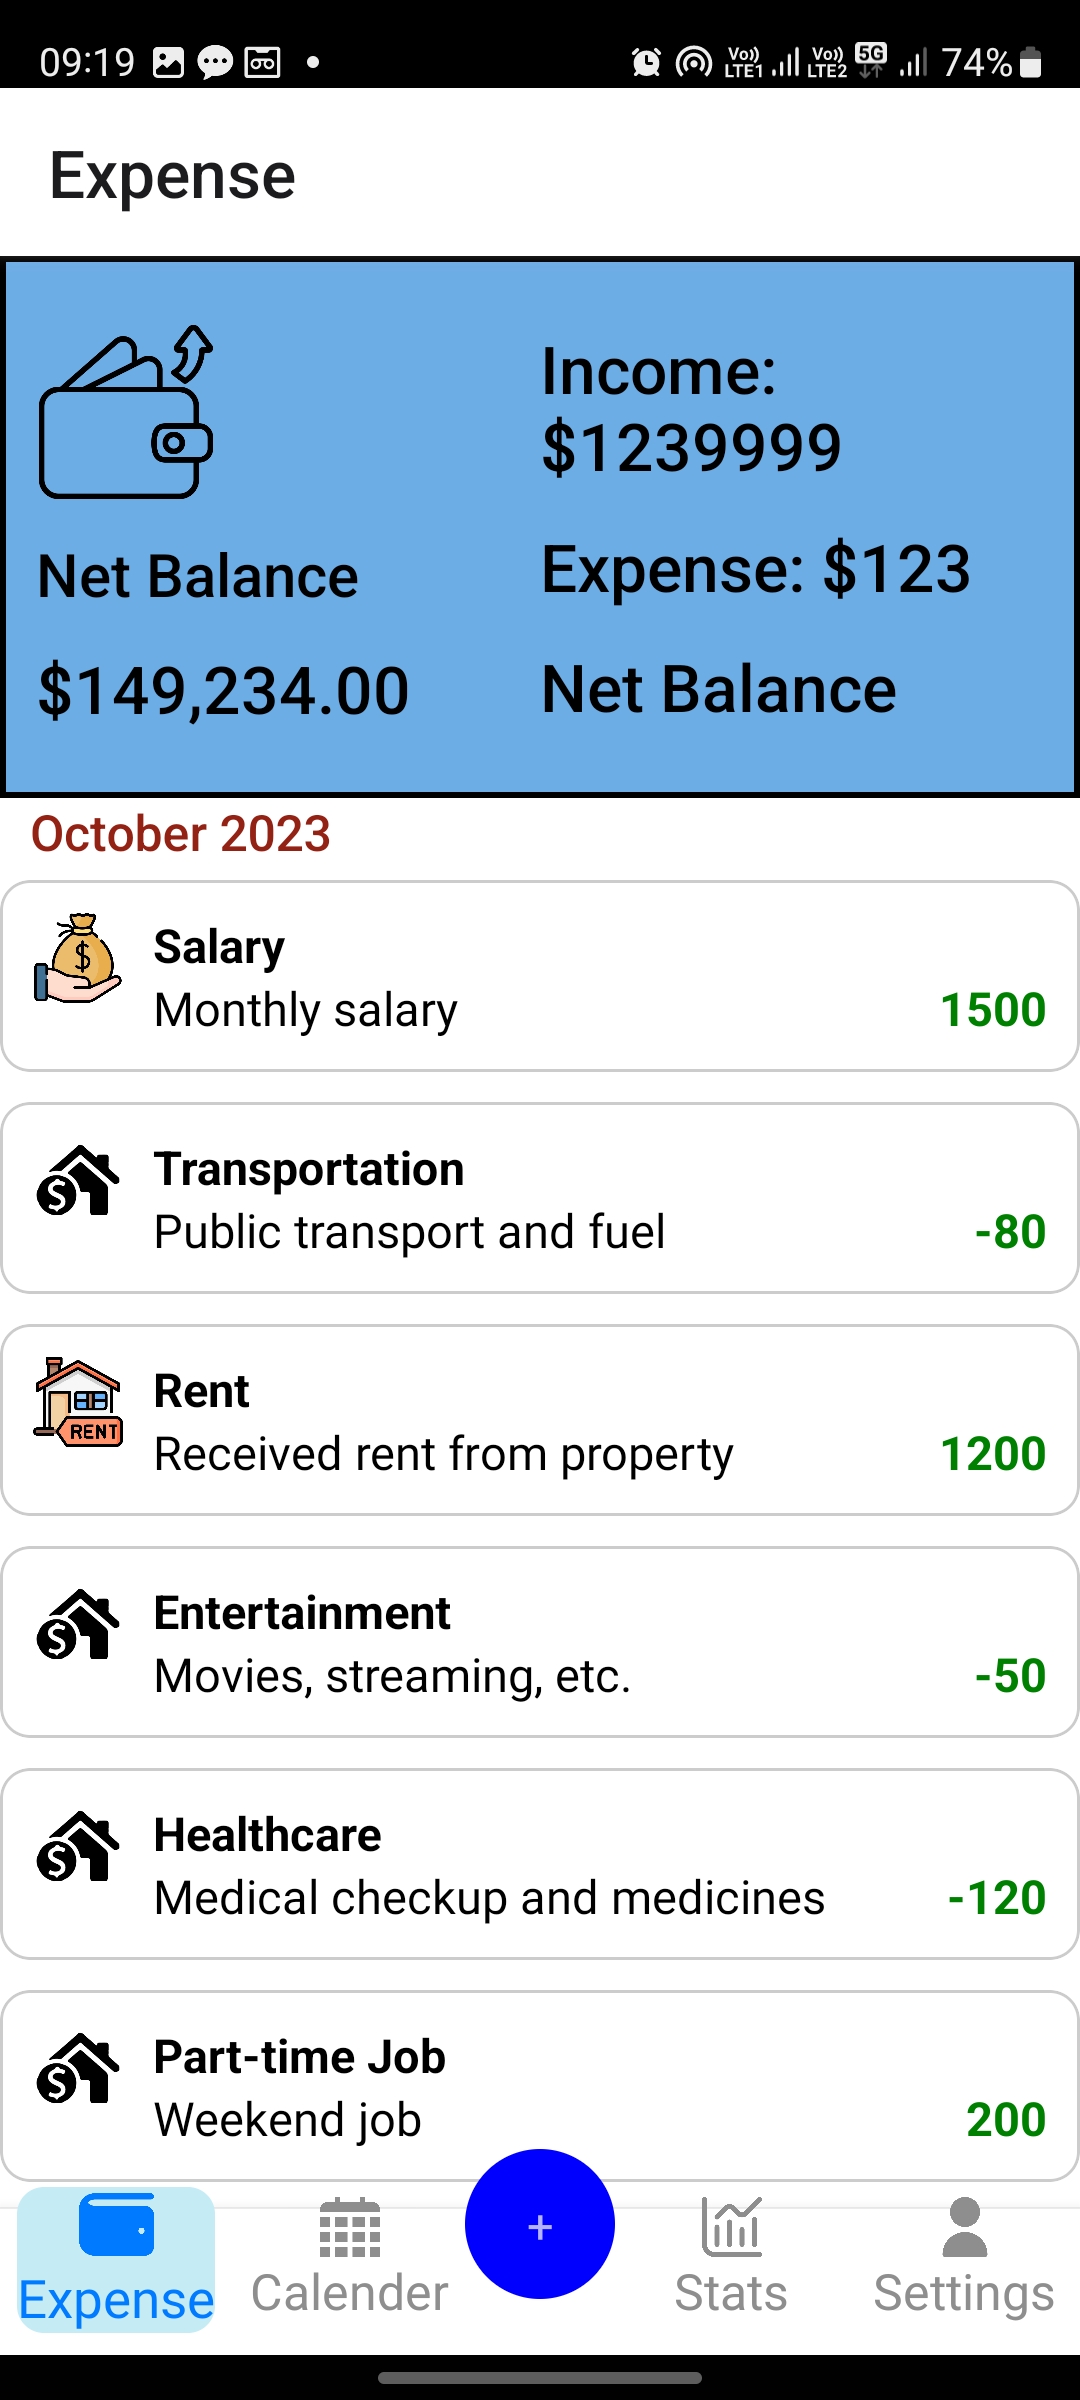 09:19
Vo)) LTE1
Vo)) LTE2
5G
74%
Expense
Income: $1239999
Expense: $123
Net Balance
Net Balance
$149,234.00
October 2023
Salary
Monthly salary 1500
Transportation
Public transport and fuel -80
RENT
Rent
Received rent from property 1200
Entertainment
Movies, streaming, etc. -50
Healthcare
Medical checkup and medicines -120
Part-time Job
Weekend job 200
+
Expense Calender Stats Settings